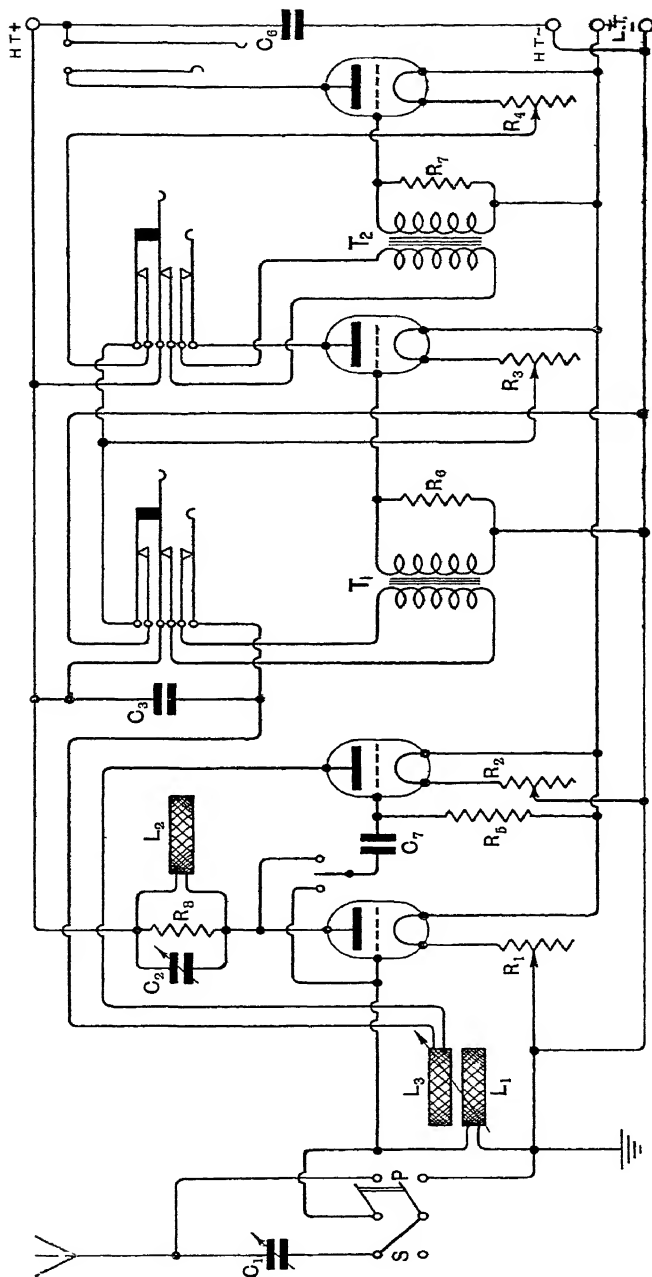 C₁
S
P
L₃
L₁
C₂
R₈
L₂
R₁
C₇
R₅
R₂
C₃
T₁
R₆
R₃
T₂
R₇
R₄
HT+
C₆
HT−
+
L.T.
−